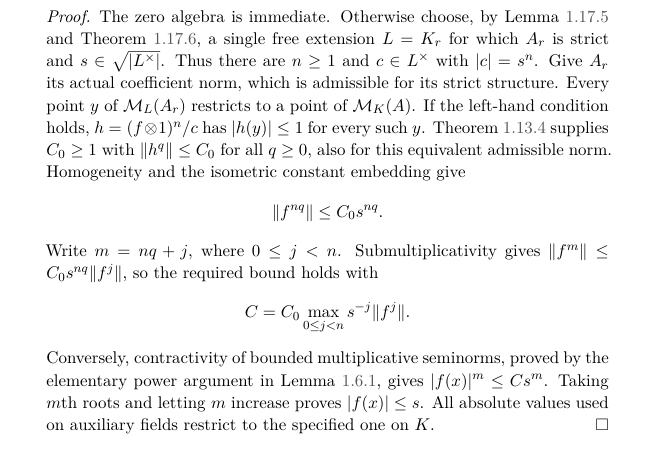 Proof. The zero algebra is immediate. Otherwise choose, by Lemma 1.17.5
and Theorem 1.17.6, a single free extension L = K_r for which A_r is strict
and s ∈ √|L^×|. Thus there are n ≥ 1 and c ∈ L^× with |c| = s^n. Give A_r
its actual coefficient norm, which is admissible for its strict structure. Every
point y of M_L(A_r) restricts to a point of M_K(A). If the left-hand condition
holds, h = (f⊗1)^n/c has |h(y)| ≤ 1 for every such y. Theorem 1.13.4 supplies
C_0 ≥ 1 with ‖h^q‖ ≤ C_0 for all q ≥ 0, also for this equivalent admissible norm.
Homogeneity and the isometric constant embedding give
‖f^{nq}‖ ≤ C_0 s^{nq}.
Write m = nq + j, where 0 ≤ j < n. Submultiplicativity gives ‖f^m‖ ≤
C_0 s^{nq}‖f^j‖, so the required bound holds with
C = C_0 max_{0≤j<n} s^{−j}‖f^j‖.
Conversely, contractivity of bounded multiplicative seminorms, proved by the
elementary power argument in Lemma 1.6.1, gives |f(x)|^m ≤ Cs^m. Taking
mth roots and letting m increase proves |f(x)| ≤ s. All absolute values used
on auxiliary fields restrict to the specified one on K. □